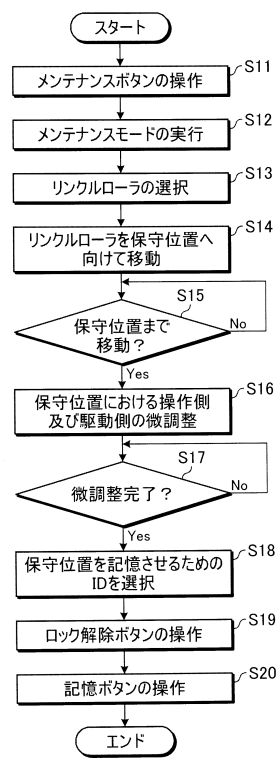 スタート
S11
メンテナンスボタンの操作
S12
メンテナンスモードの実行
S13
リンクルローラの選択
S14
リンクルローラを保守位置へ
向けて移動
S15
保守位置まで
移動?
No
Yes
S16
保守位置における操作側
及び駆動側の微調整
S17
微調整完了?
No
Yes
S18
保守位置を記憶させるための
IDを選択
S19
ロック解除ボタンの操作
S20
記憶ボタンの操作
エンド